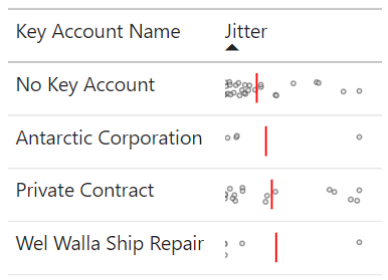 Key Account Name Jitter
No Key Account
Antarctic Corporation
Private Contract
Wel Walla Ship Repair